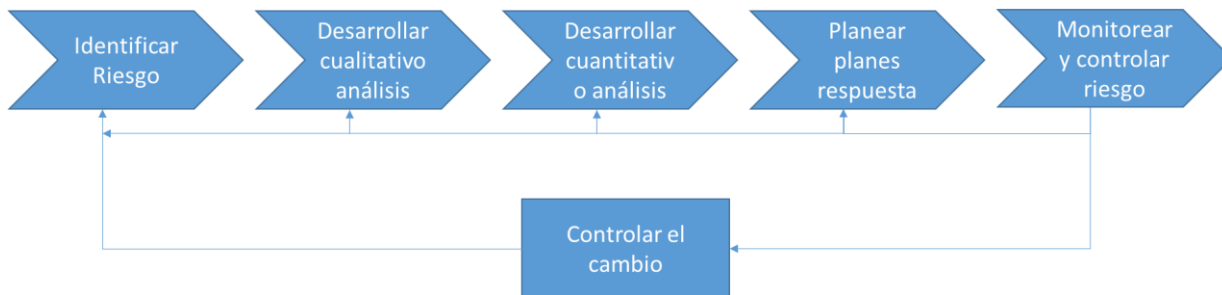 Identificar
Riesgo
Desarrollar
cualitativo
análisis
Desarrollar
cuantitativ
o análisis
Planear
planes
respuesta
Monitorear
y controlar
riesgo
Controlar el
cambio